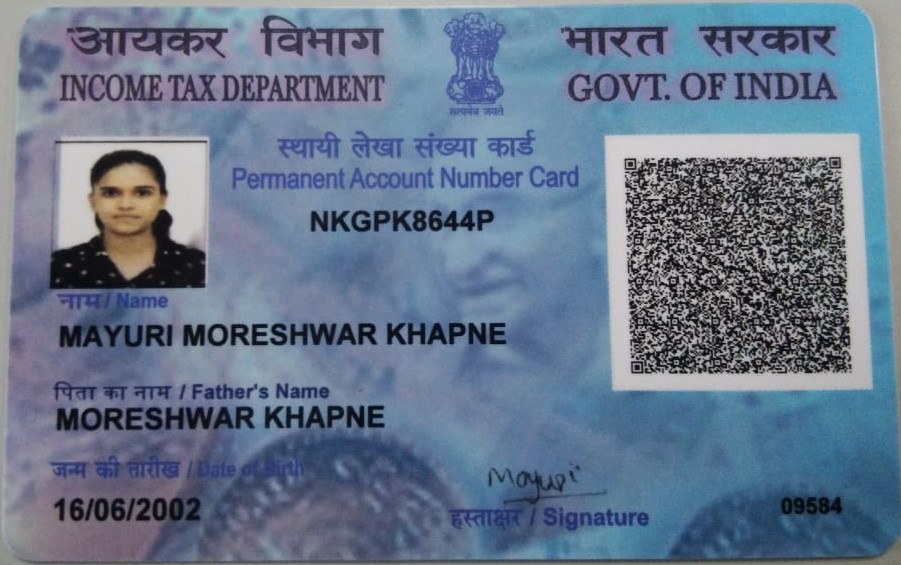 आयकर विभाग
INCOME TAX DEPARTMENT
सत्यमेव जयते
भारत सरकार
GOVT. OF INDIA
स्थायी लेखा संख्या कार्ड
Permanent Account Number Card
NKGPK8644P
नाम / Name
MAYURI MORESHWAR KHAPNE
पिता का नाम / Father's Name
MORESHWAR KHAPNE
जन्म की तारीख / Date of Birth
16/06/2002
Mayuri
हस्ताक्षर / Signature
09584